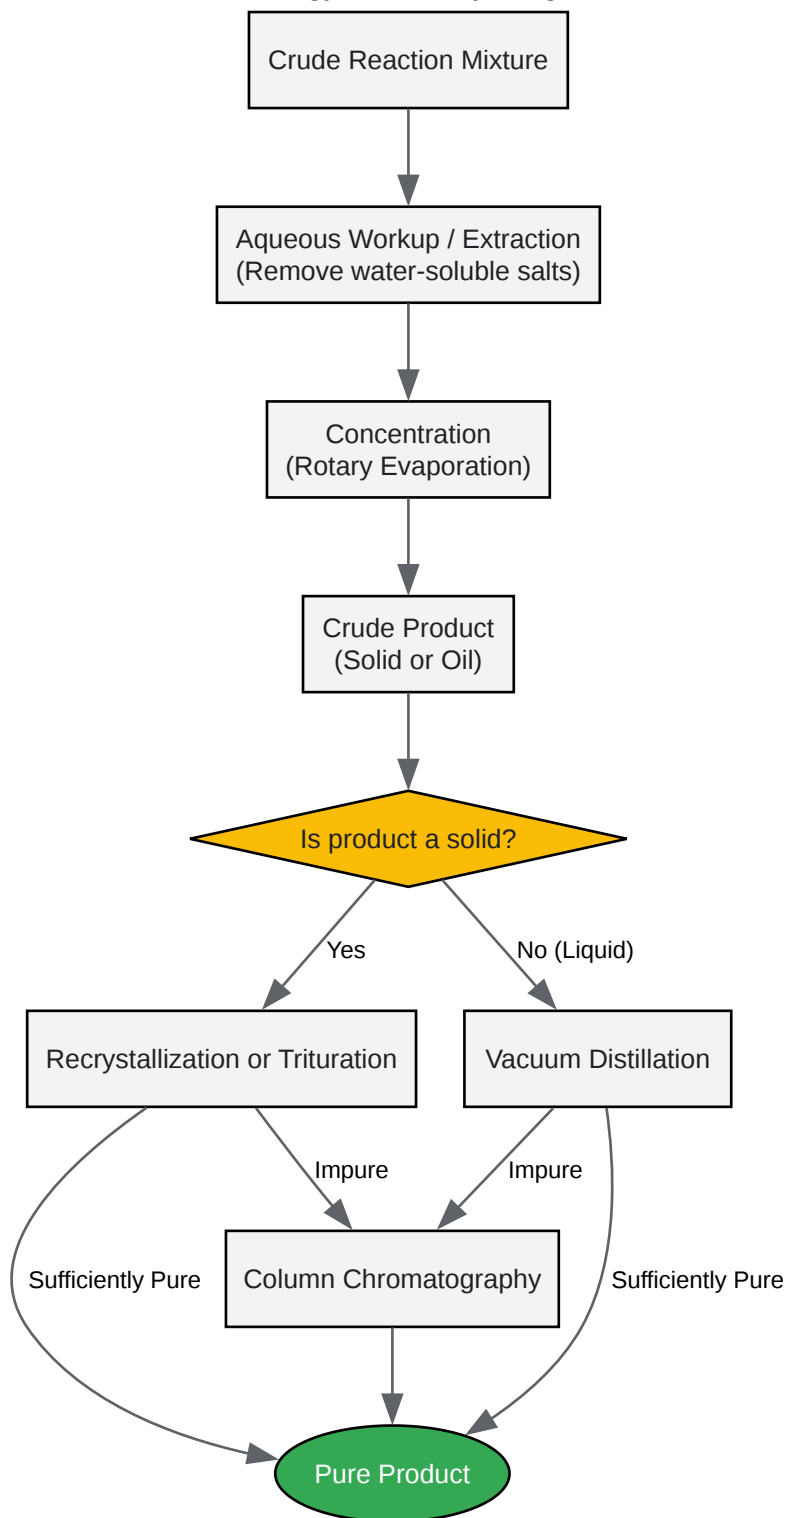 Crude Reaction Mixture
Aqueous Workup / Extraction
(Remove water-soluble salts)
Concentration
(Rotary Evaporation)
Crude Product
(Solid or Oil)
Is product a solid?
Yes
No (Liquid)
Recrystallization or Trituration
Vacuum Distillation
Impure
Impure
Sufficiently Pure
Column Chromatography
Sufficiently Pure
Pure Product